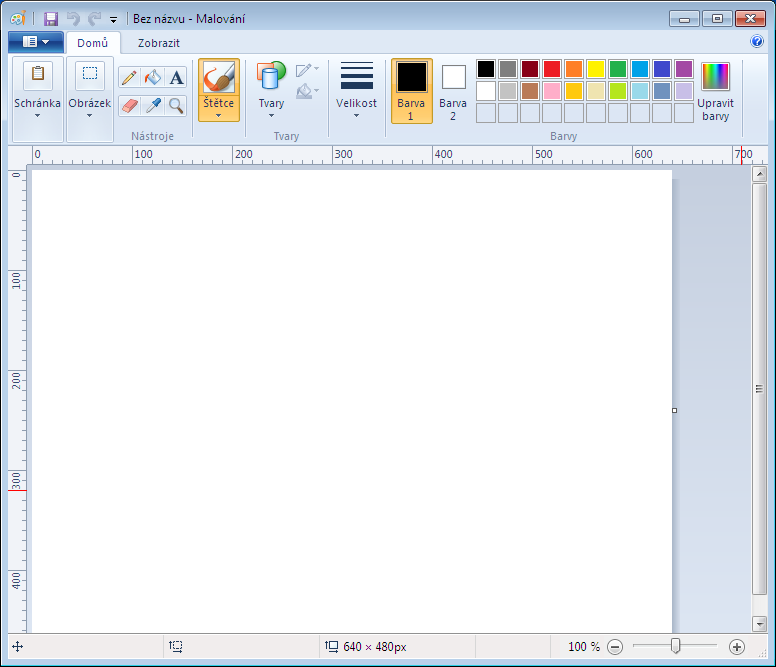 Bez názvu - Malování
Domů
Zobrazit
Schránka
Obrázek
A
Nástroje
Štětce
Tvary
Tvary
Velikost
Barva
1
Barva
2
Upravit
barvy
Barvy
0 100 200 300 400 500 600 700
0
100
200
300
400
640 × 480px
100 %